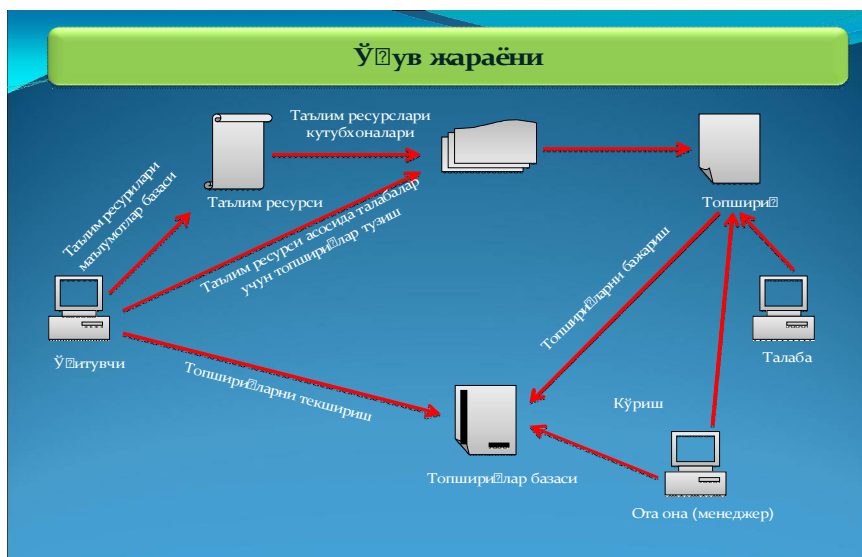 Ў⍰ув жараёни
Таълим ресурслари
кутубхоналари
Таълим ресурси
Топшири⍰
Таълим ресурилари
маълумотлар базаси
Таълим ресурси асосида талабалар
учун топшири⍰лар тузиш
Топшири⍰ларни бажариш
Ў⍰итувчи
Талаба
Топшири⍰ларни текшириш
Кўриш
Топшири⍰лар базаси
Ота она (менеджер)